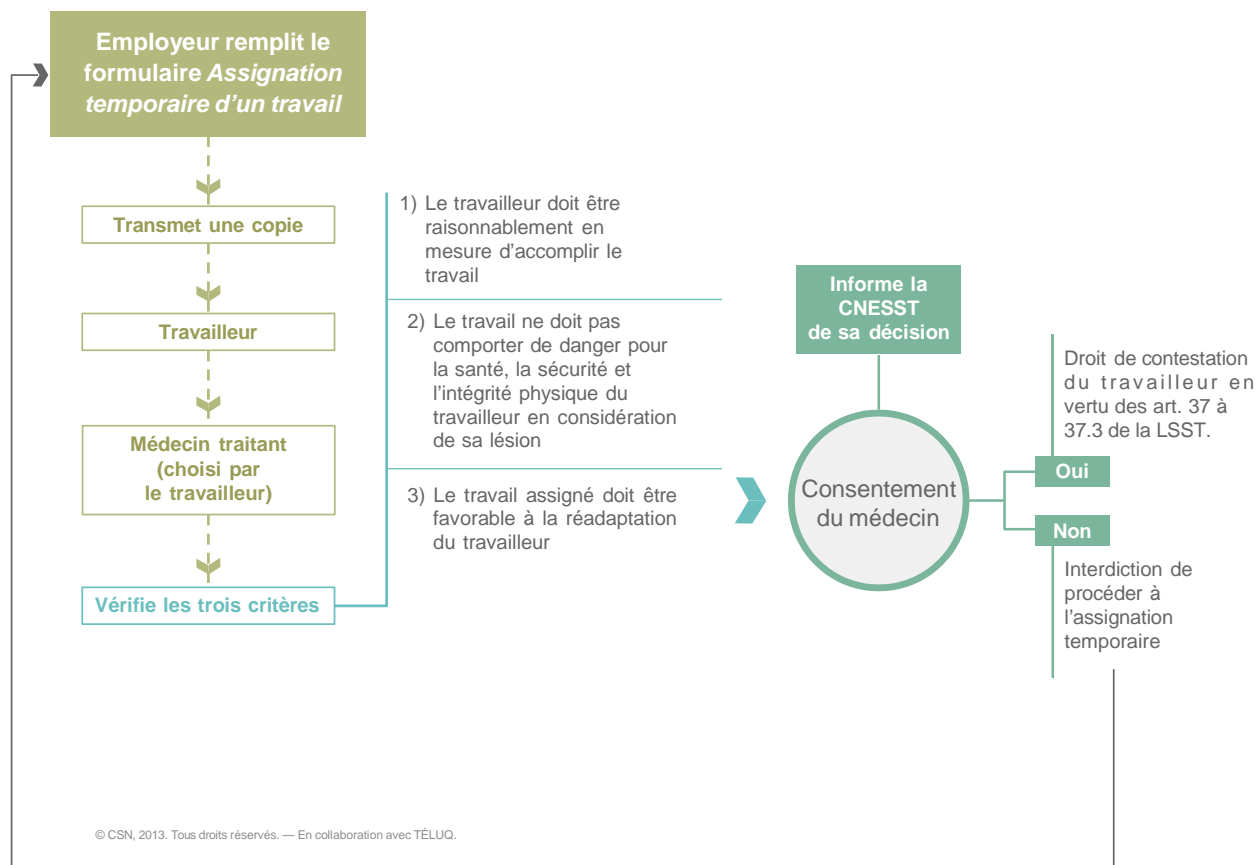 Employeur remplit le
formulaire Assignation
temporaire d’un travail
Transmet une copie
Travailleur
Médecin traitant
(choisi par
le travailleur)
Vérifie les trois critères
1) Le travailleur doit être
raisonnablement en
mesure d’accomplir le
travail
2) Le travail ne doit pas
comporter de danger pour
la santé, la sécurité et
l’intégrité physique du
travailleur en considération
de sa lésion
3) Le travail assigné doit être
favorable à la réadaptation
du travailleur
Informe la
CNESST
de sa décision
Consentement
du médecin
Droit de contestation
du travailleur en
vertu des art. 37 à
37.3 de la LSST.
Oui
Non
Interdiction de
procéder à
l’assignation
temporaire
© CSN, 2013. Tous droits réservés. — En collaboration avec TÉLUQ.